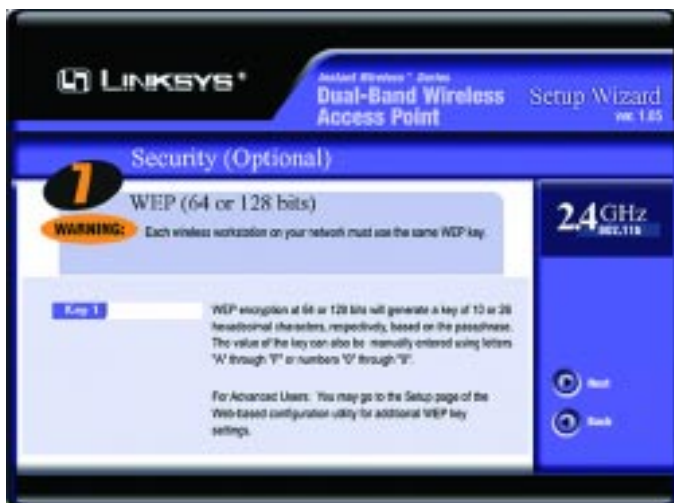 LINKSYS®
Instant Wireless™ Series
Dual-Band Wireless
Access Point
Setup Wizard
ver. 1.05
Security (Optional)
7
WEP (64 or 128 bits)
WARNING:
Each wireless workstation on your network must use the same WEP key.
2.4 GHz
802.11b
Key 1
WEP encryption at 64 or 128 bits will generate a key of 10 or 26
hexadecimal characters, respectively, based on the passphrase.
The value of the key can also be manually entered using letters
"A" through "F" or numbers "0" through "9".
For Advanced Users: You may go to the Setup page of the
Web-based configuration utility for additional WEP key
settings.
Next
Back